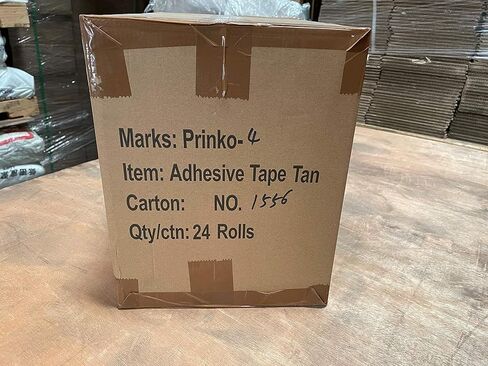 Marks: Prinko-4
Item: Adhesive Tape Tan
Carton: NO. 1556
Qty/ctn: 24 Rolls